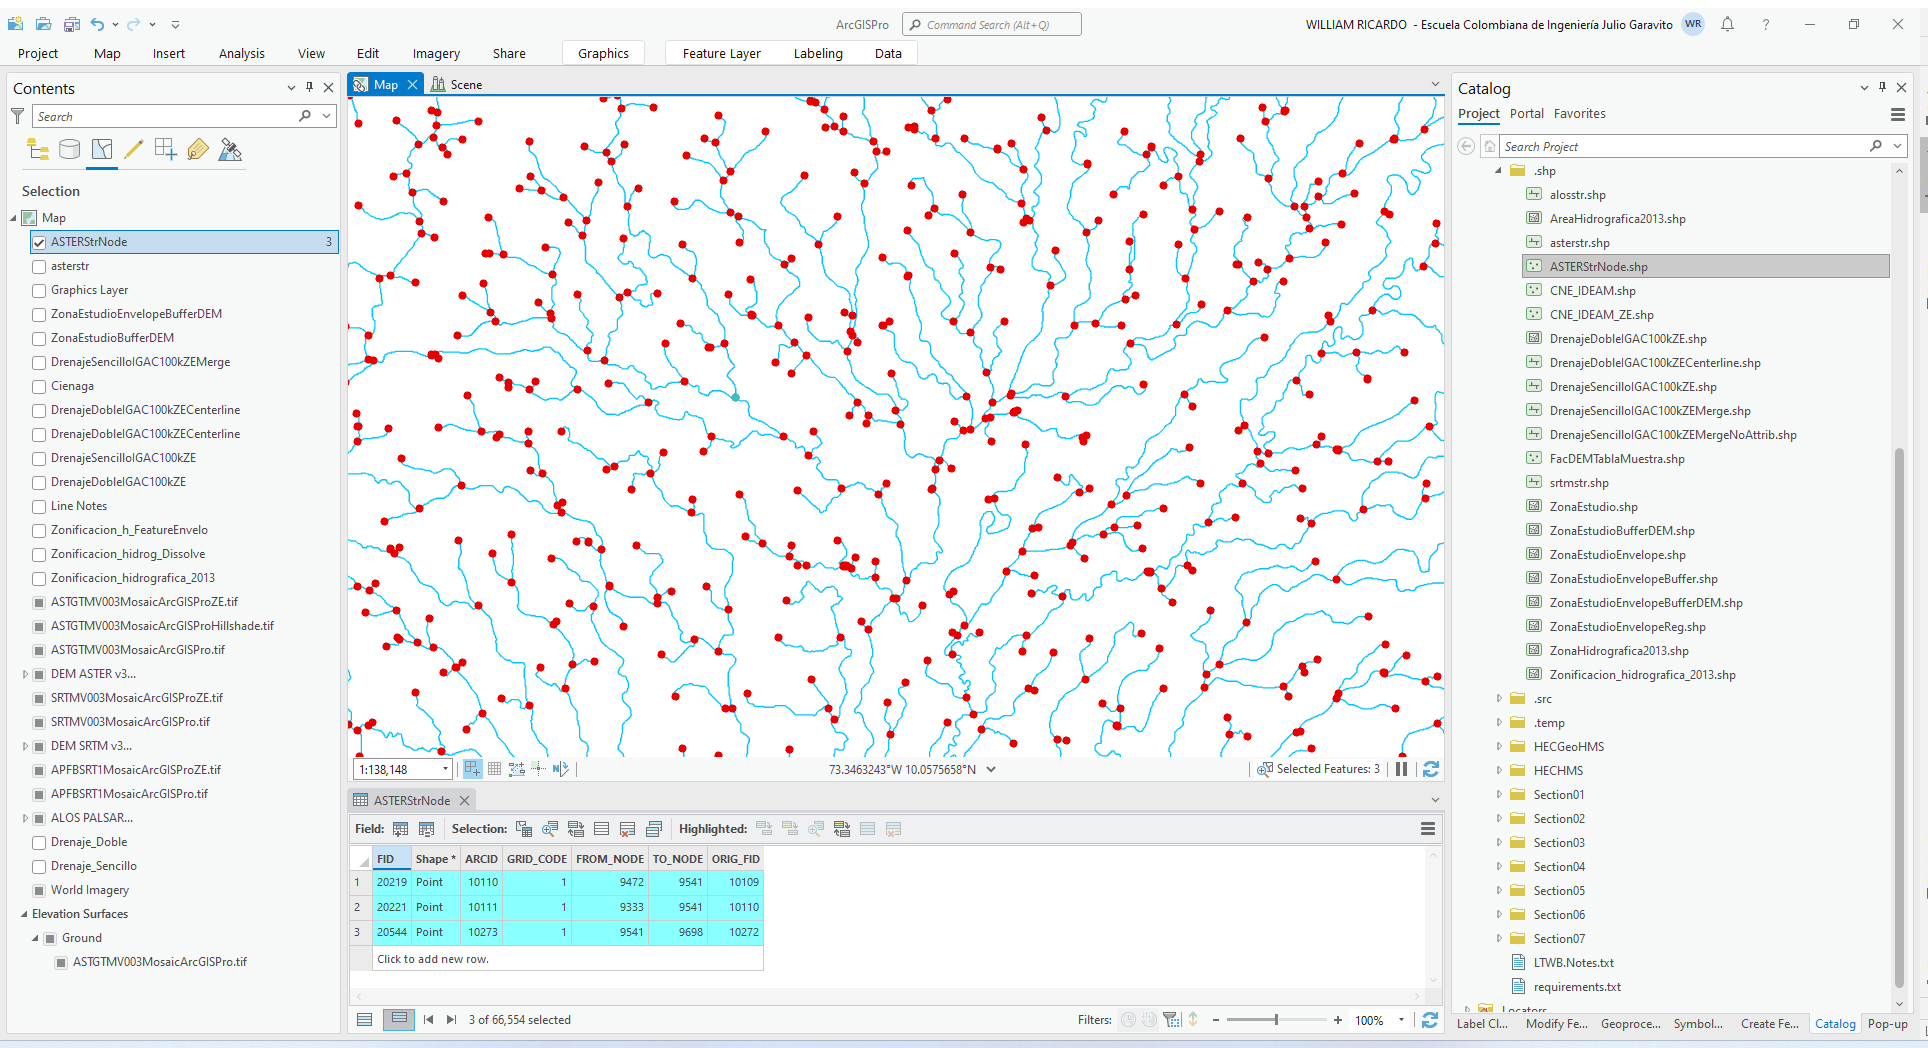 ArcGISPro
Command Search (Alt+Q)
WILLIAM RICARDO - Escuela Colombiana de Ingeniería Julio Garavito
WR
?
Project Map Insert Analysis View Edit Imagery Share Graphics Feature Layer Labeling Data
Contents
Search
Selection
Map
ASTERStrNode 3
asterstr
Graphics Layer
ZonaEstudioEnvelopeBufferDEM
ZonaEstudioBufferDEM
DrenajeSencilloIGAC100kZEMerge
Cienaga
DrenajeDobleIGAC100kZECenterline
DrenajeDobleIGAC100kZECenterline
DrenajeSencilloIGAC100kZE
DrenajeDobleIGAC100kZE
Line Notes
Zonificacion_h_FeatureEnvelo
Zonificacion_hidrog_Dissolve
Zonificacion_hidrografica_2013
ASTGTMV003MosaicArcGISProZE.tif
ASTGTMV003MosaicArcGISProHillshade.tif
ASTGTMV003MosaicArcGISPro.tif
DEM ASTER v3...
SRTMV003MosaicArcGISProZE.tif
SRTMV003MosaicArcGISPro.tif
DEM SRTM v3...
APFBSRT1MosaicArcGISProZE.tif
APFBSRT1MosaicArcGISPro.tif
ALOS PALSAR...
Drenaje_Doble
Drenaje_Sencillo
World Imagery
Elevation Surfaces
Ground
ASTGTMV003MosaicArcGISPro.tif
Map Scene
1:138,148
73.3463243°W 10.0575658°N
Selected Features: 3
ASTERStrNode
Field: Selection: Highlighted:
FID Shape * ARCID GRID_CODE FROM_NODE TO_NODE ORIG_FID
1 20219 Point 10110 1 9472 9541 10109
2 20221 Point 10111 1 9333 9541 10110
3 20544 Point 10273 1 9541 9698 10272
Click to add new row.
3 of 66,554 selected
Filters:
100%
Catalog
Project Portal Favorites
Search Project
.shp
alosstr.shp
AreaHidrografica2013.shp
asterstr.shp
ASTERStrNode.shp
CNE_IDEAM.shp
CNE_IDEAM_ZE.shp
DrenajeDobleIGAC100kZE.shp
DrenajeDobleIGAC100kZECenterline.shp
DrenajeSencilloIGAC100kZE.shp
DrenajeSencilloIGAC100kZEMerge.shp
DrenajeSencilloIGAC100kZEMergeNoAttrib.shp
FacDEMTablaMuestra.shp
srtmstr.shp
ZonaEstudio.shp
ZonaEstudioBufferDEM.shp
ZonaEstudioEnvelope.shp
ZonaEstudioEnvelopeBuffer.shp
ZonaEstudioEnvelopeBufferDEM.shp
ZonaEstudioEnvelopeReg.shp
ZonaHidrografica2013.shp
Zonificacion_hidrografica_2013.shp
.src
.temp
HECGeoHMS
HECHMS
Section01
Section02
Section03
Section04
Section05
Section06
Section07
LTWB.Notes.txt
requirements.txt
Locators
Label Cl... Modify Fe... Geoproce... Symbol... Create Fe... Catalog Pop-up